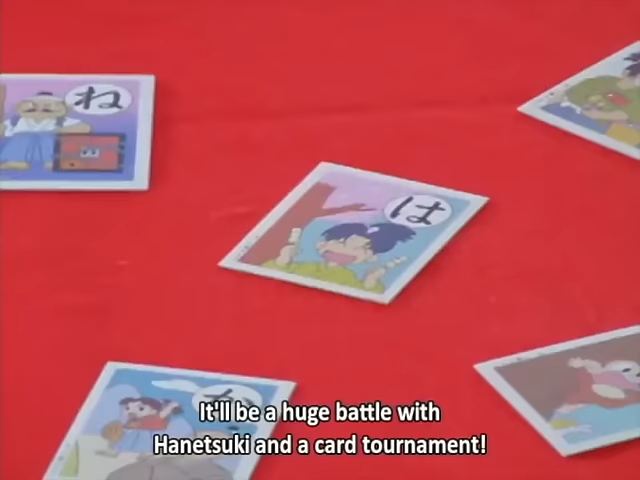 ね
は
It'll be a huge battle with
Hanetsuki and a card tournament!